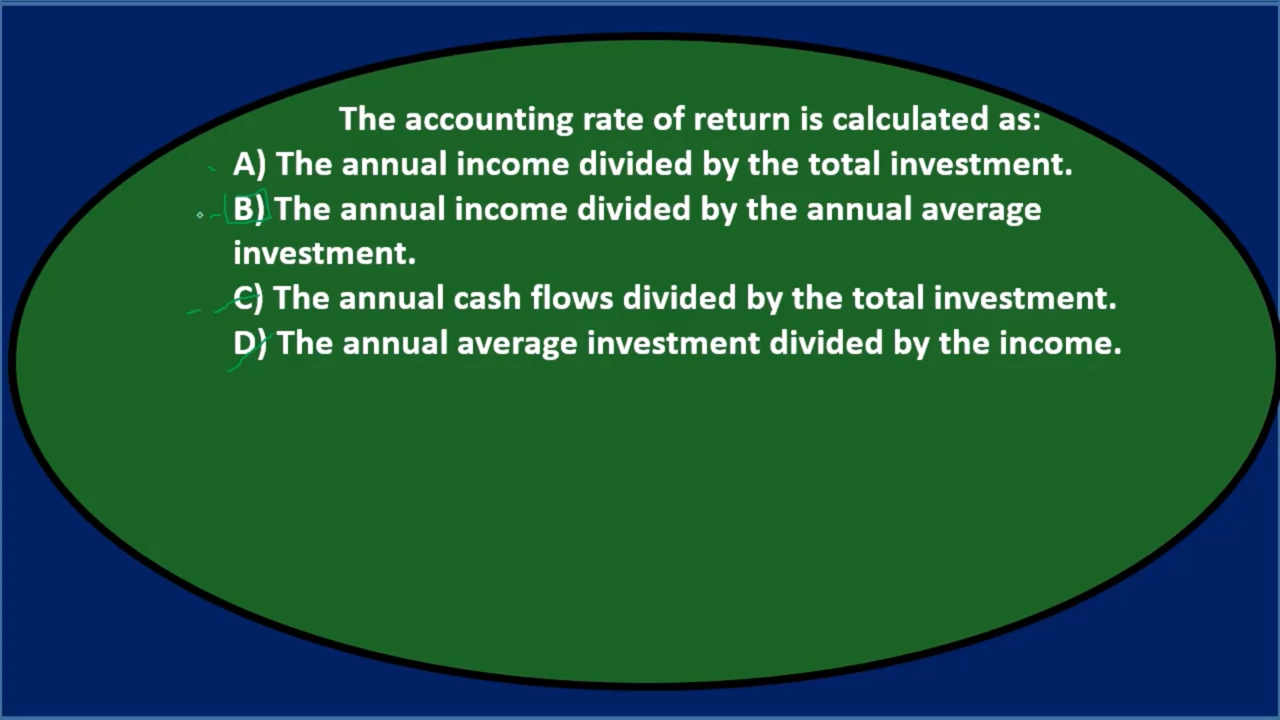 The accounting rate of return is calculated as:
A) The annual income divided by the total investment.
B) The annual income divided by the annual average
investment.
C) The annual cash flows divided by the total investment.
D) The annual average investment divided by the income.